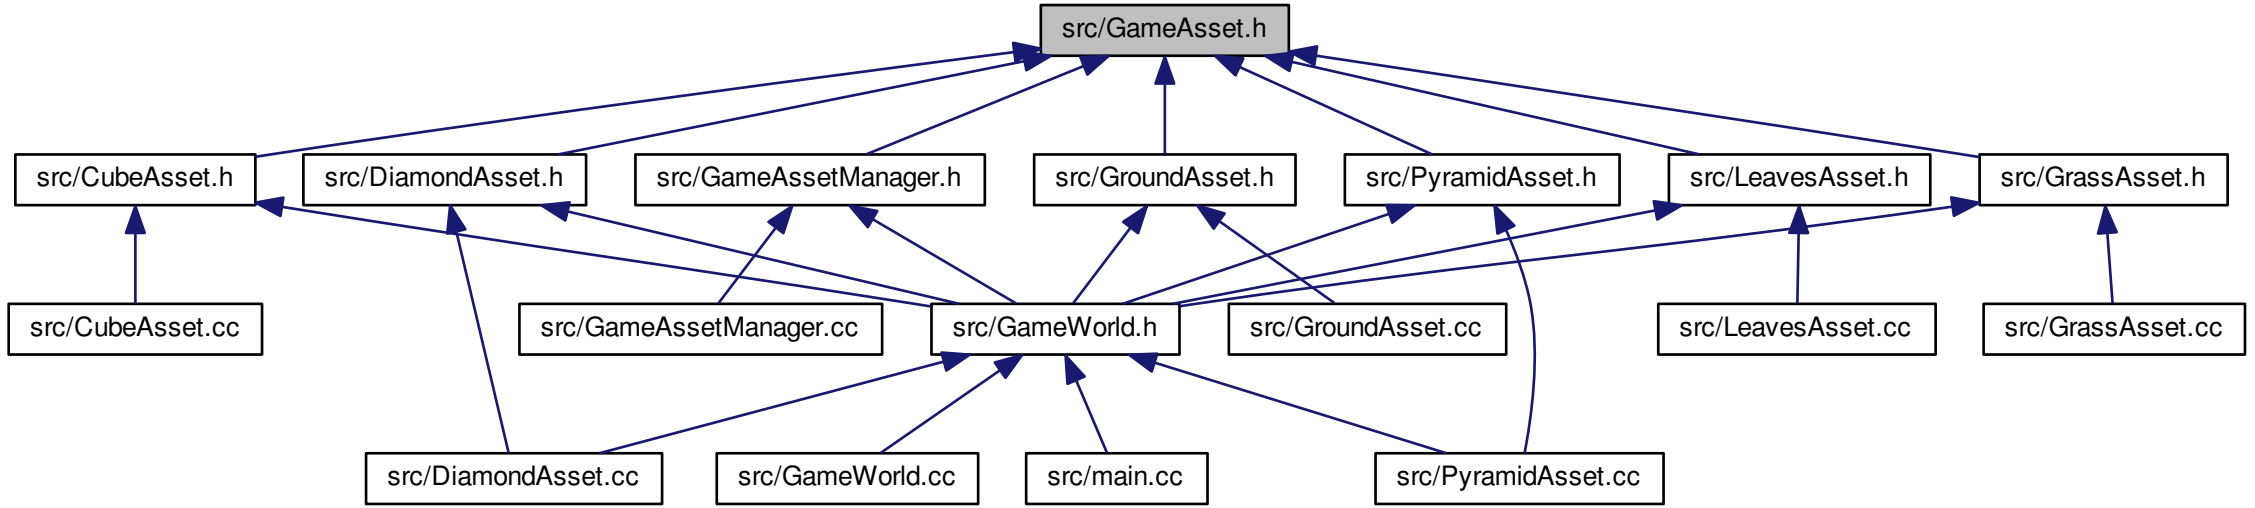 src/GameAsset.h
src/CubeAsset.h
src/DiamondAsset.h
src/GameAssetManager.h
src/GroundAsset.h
src/PyramidAsset.h
src/LeavesAsset.h
src/GrassAsset.h
src/CubeAsset.cc
src/GameAssetManager.cc
src/GameWorld.h
src/GroundAsset.cc
src/LeavesAsset.cc
src/GrassAsset.cc
src/DiamondAsset.cc
src/GameWorld.cc
src/main.cc
src/PyramidAsset.cc